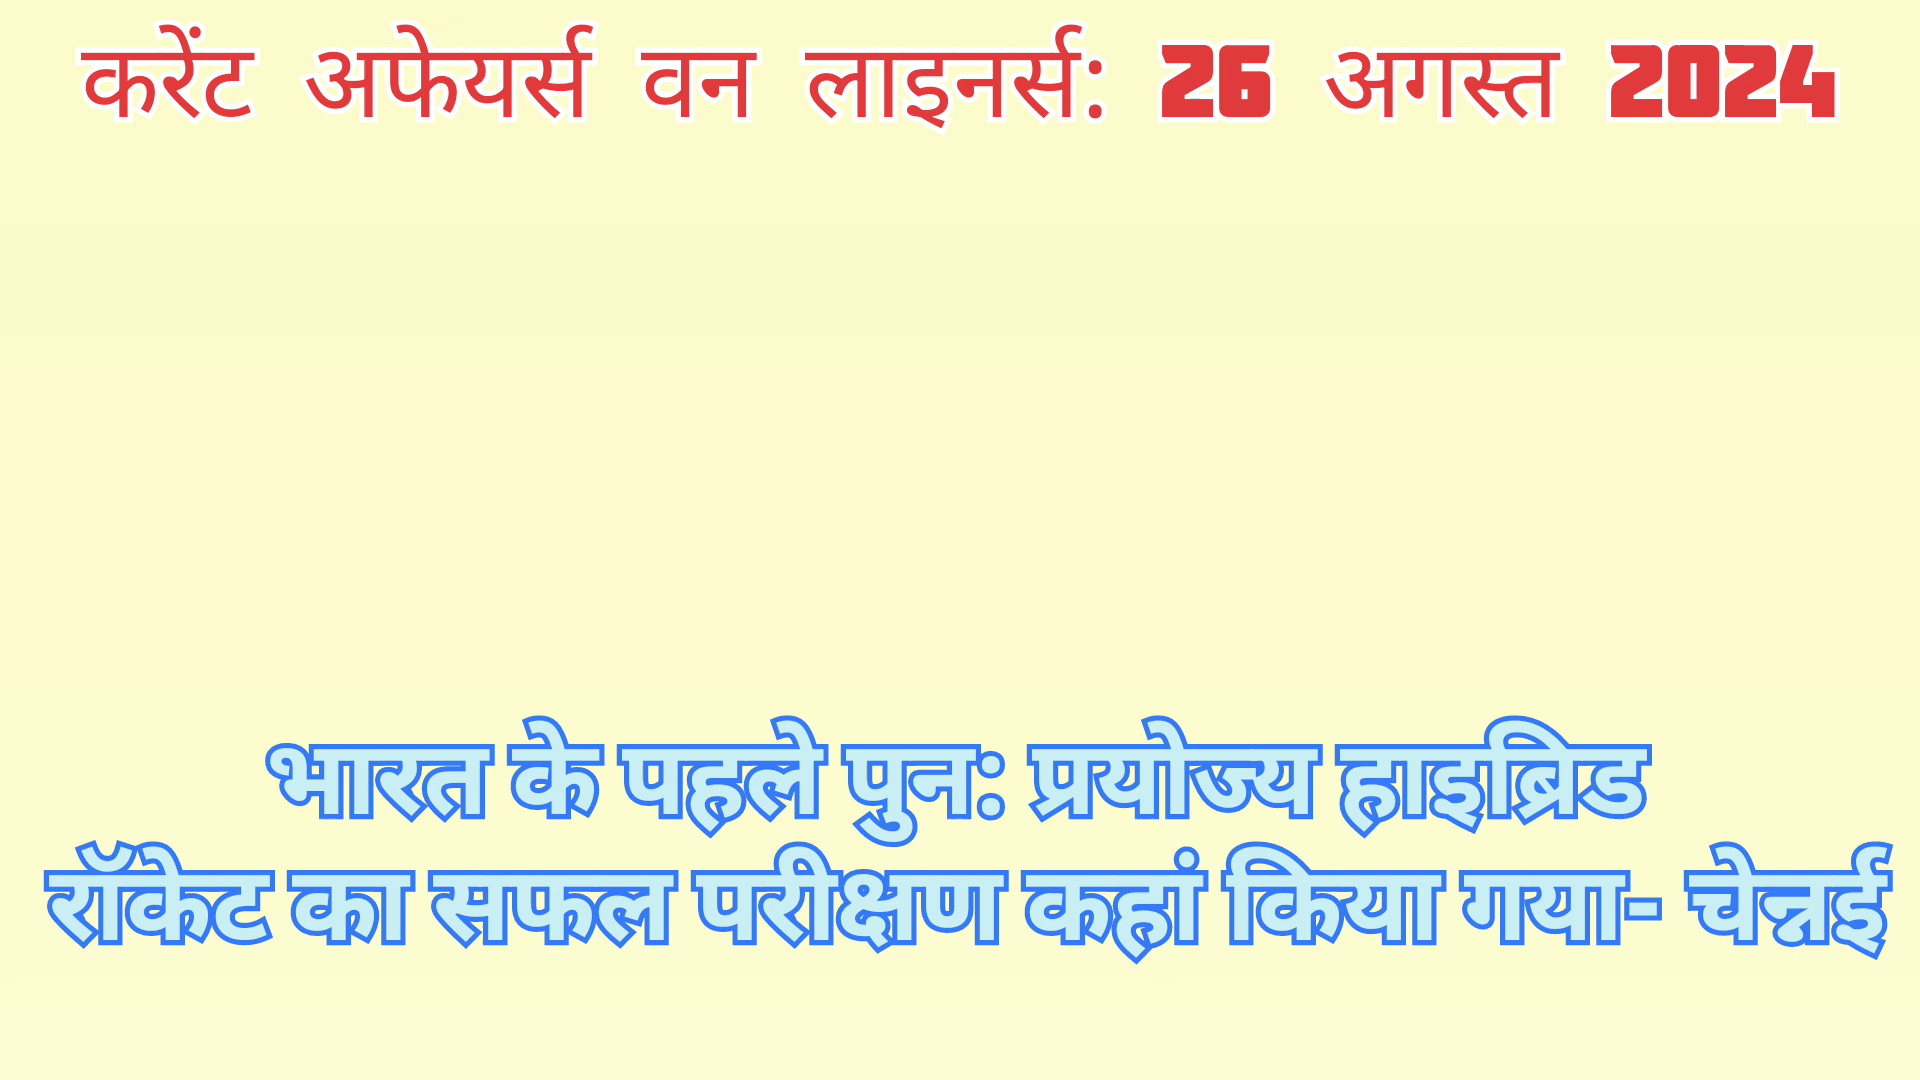 करेंट अफेयर्स वन लाइनर्स: 26 अगस्त 2024
भारत के पहले पुन: प्रयोज्य हाइब्रिड
रॉकेट का सफल परीक्षण कहां किया गया- चेन्नई